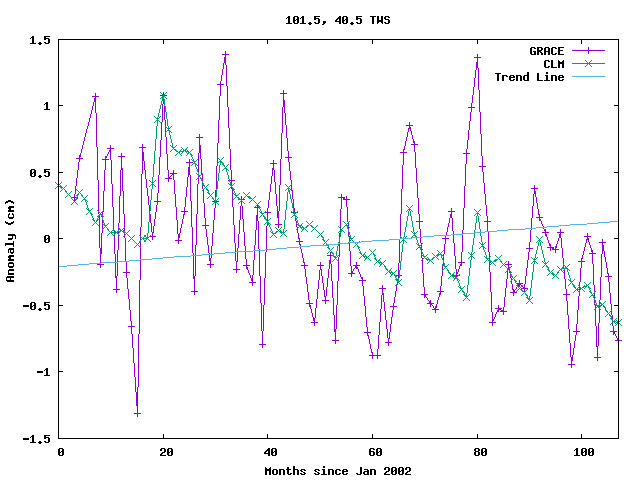 101.5, 40.5 TWS
GRACE
CLM
Trend Line
Anomaly (cm)
1.5
1
0.5
0
-0.5
-1
-1.5
0 20 40 60 80 100
Months since Jan 2002